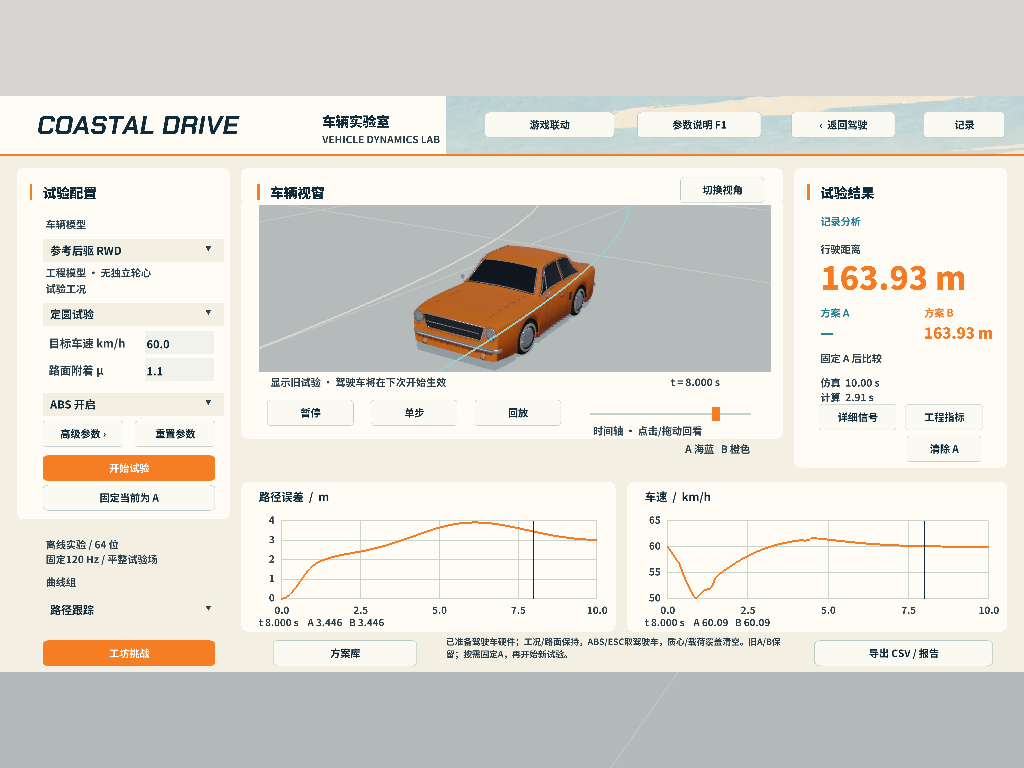 COASTAL DRIVE
车辆实验室
VEHICLE DYNAMICS LAB
游戏联动
参数说明 F1
‹ 返回驾驶
记录
试验配置
车辆模型
参考后驱 RWD
工程模型 · 无独立轮心
试验工况
定圆试验
目标车速 km/h 60.0
路面附着 μ 1.1
ABS 开启
高级参数 ›
重置参数
开始试验
固定当前为 A
离线实验 / 64 位
固定120 Hz / 平整试验场
曲线组
路径跟踪
工坊挑战
车辆视窗
切换视角
显示旧试验 · 驾驶车将在下次开始生效
t = 8.000 s
暂停
单步
回放
时间轴 · 点击/拖动回看
A 海蓝 B 橙色
试验结果
记录分析
行驶距离
163.93 m
方案 A 方案 B
— 163.93 m
固定 A 后比较
仿真 10.00 s
计算 2.91 s
详细信号
工程指标
清除 A
路径误差 / m
4
3
2
1
0
0.0 2.5 5.0 7.5 10.0
t 8.000 s A 3.446 B 3.446
车速 / km/h
65
60
55
50
0.0 2.5 5.0 7.5 10.0
t 8.000 s A 60.09 B 60.09
方案库
已准备驾驶车硬件；工况/路面保持，ABS/ESC取驾驶车，质心/载荷覆盖清空。旧A/B保
留；按需固定A，再开始新试验。
导出 CSV / 报告